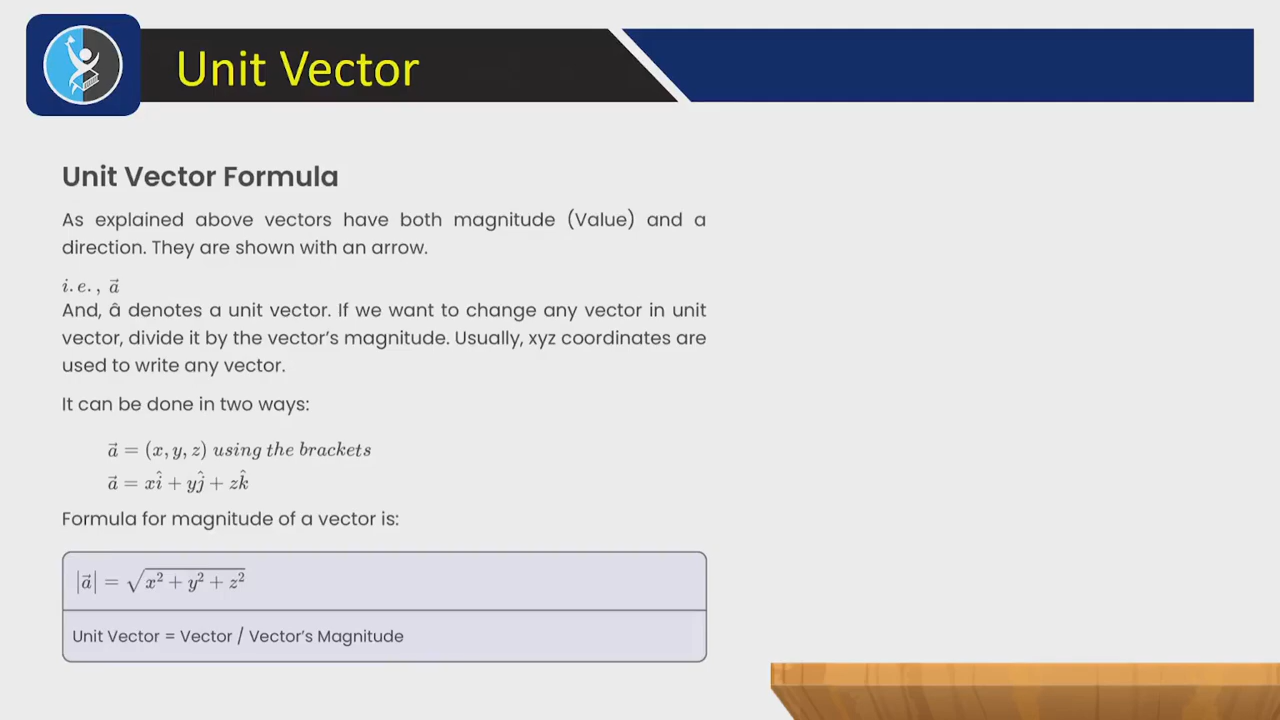 Unit Vector
Unit Vector Formula
As explained above vectors have both magnitude (Value) and a
direction. They are shown with an arrow.
i.e., a⃗
And, â denotes a unit vector. If we want to change any vector in unit
vector, divide it by the vector’s magnitude. Usually, xyz coordinates are
used to write any vector.
It can be done in two ways:
a⃗ = (x, y, z) using the brackets
a⃗ = xî + yĵ + zk̂
Formula for magnitude of a vector is:
|a⃗| = √(x² + y² + z²)
Unit Vector = Vector / Vector’s Magnitude